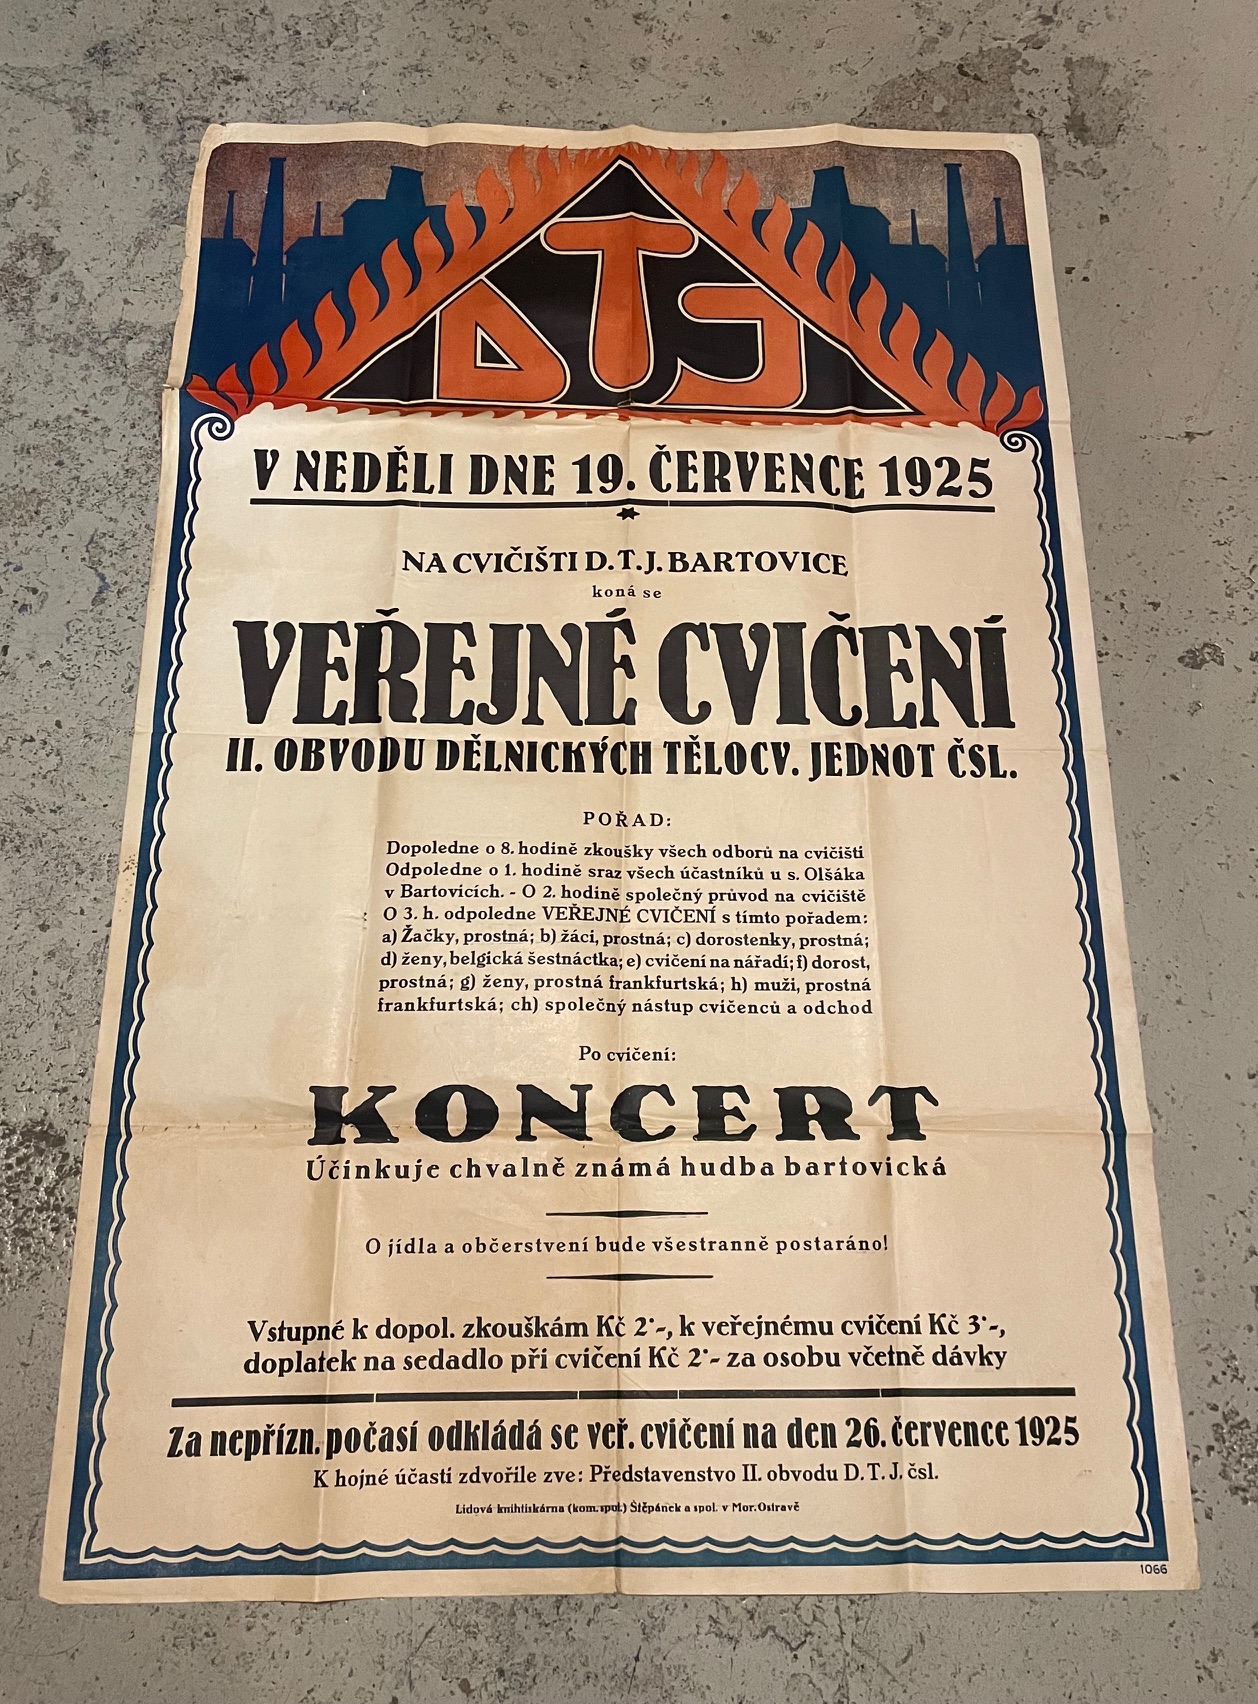 DTJ
V NEDĚLI DNE 19. ČERVENCE 1925
NA CVIČIŠTI D.T.J. BARTOVICE
koná se
VEŘEJNÉ CVIČENÍ
II. OBVODU DĚLNICKÝCH TĚLOCV. JEDNOT ČSL.
POŘAD:
Dopoledne o 8. hodině zkoušky všech odborů na cvičišti
Odpoledne o 1. hodině sraz všech účastníků u s. Olšáka
v Bartovicích. - O 2. hodině společný průvod na cvičiště
O 3. h. odpoledne VEŘEJNÉ CVIČENÍ s tímto pořadem:
a) Žačky, prostná; b) žáci, prostná; c) dorostenky, prostná;
d) ženy, belgická šestnáctka; e) cvičení na nářadí; f) dorost,
prostná; g) ženy, prostná frankfurtská; h) muži, prostná
frankfurtská; ch) společný nástup cvičenců a odchod
Po cvičení:
KONCERT
Účinkuje chvalně známá hudba bartovická
O jídla a občerstvení bude všestranně postaráno!
Vstupné k dopol. zkouškám Kč 2·-, k veřejnému cvičení Kč 3·-,
doplatek na sedadlo při cvičení Kč 2·- za osobu včetně dávky
Za nepřízn. počasí odkládá se veř. cvičení na den 26. července 1925
K hojné účasti zdvořile zve: Představenstvo II. obvodu D.T.J. čsl.
Lidová knihtiskárna (kom. spol.) Štěpánek a spol. v Mor. Ostravě
1066